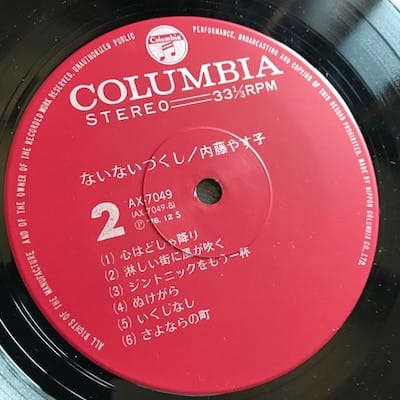 ALL RIGHTS OF THE MANUFACTURER AND OF THE OWNER OF THE RECORDED WORK RESERVED. UNAUTHORIZED PUBLIC PERFORMANCE, BROADCASTING AND COPYING OF THIS RECORD PROHIBITED. MADE BY NIPPON COLUMBIA CO., LTD.
Columbia
COLUMBIA
STEREO 33⅓RPM
ないないづくし/内藤やす子
2
AX-7049
(AX-7049-B)
Ⓟ '76. 12 S
(1) 心はどしゃ降り
(2) 淋しい街に風が吹く
(3) ジントニックをもう一杯
(4) ぬけがら
(5) いくじなし
(6) さよならの町